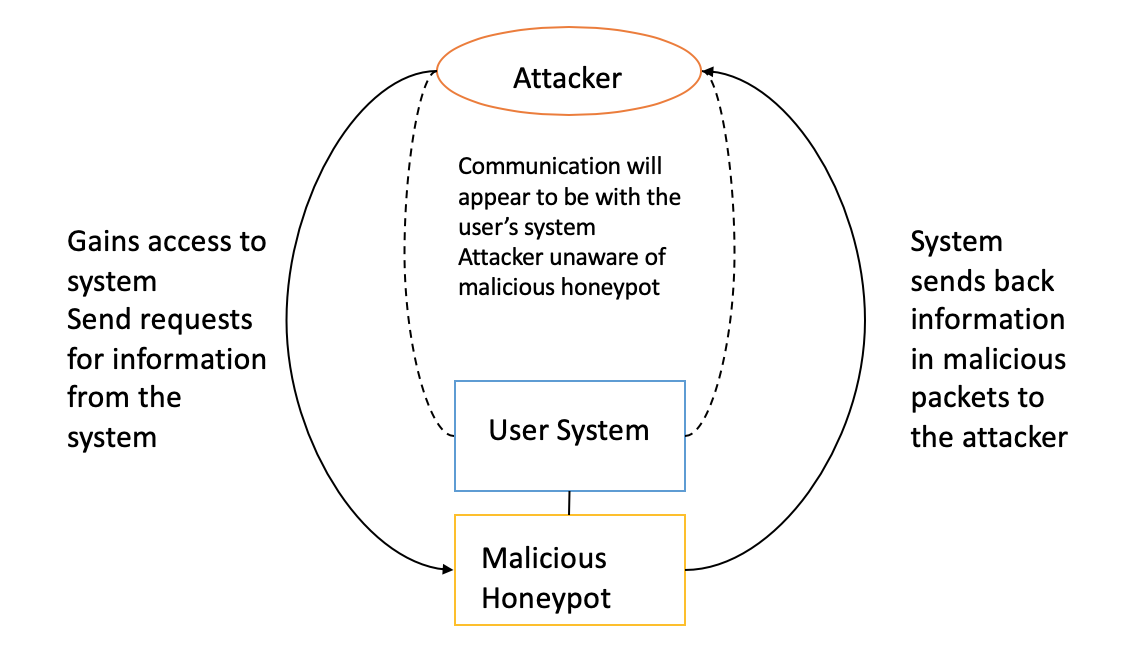 Attacker
Communication will
appear to be with the
user’s system
Attacker unaware of
malicious honeypot
Gains access to
system
Send requests
for information
from the
system
System
sends back
information
in malicious
packets to
the attacker
User System
Malicious
Honeypot